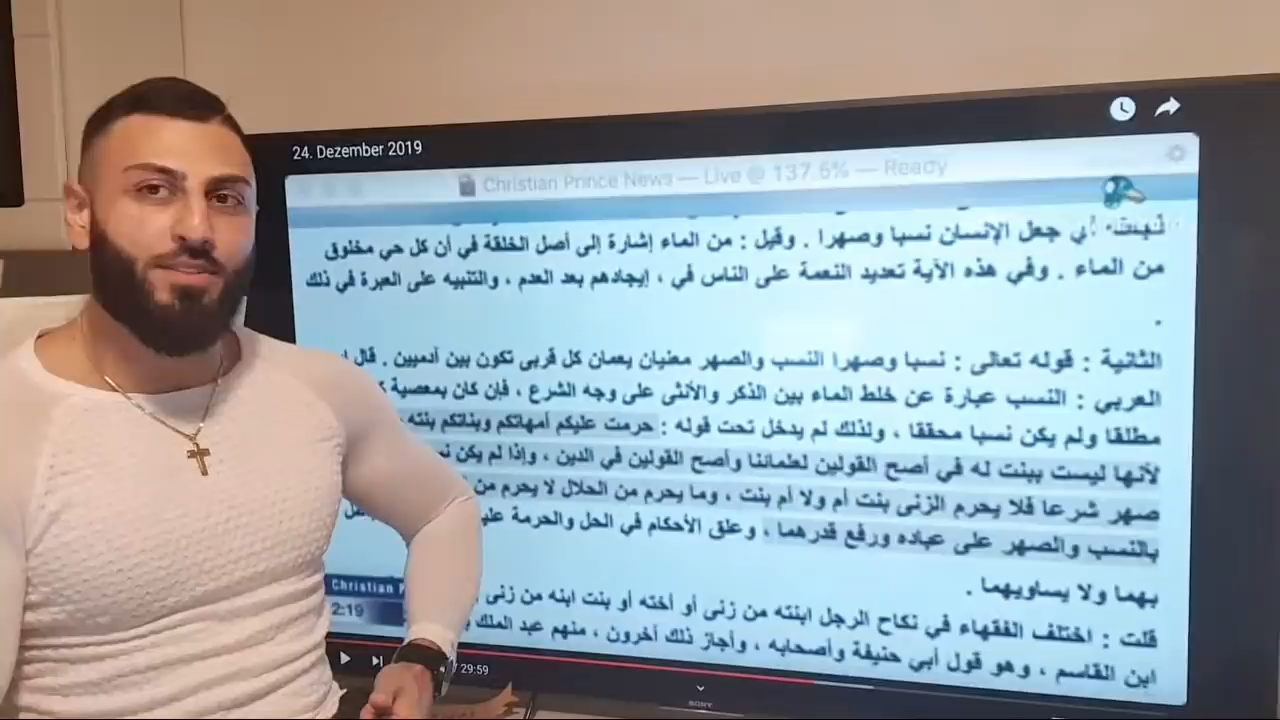 24. Dezember 2019
Christian Prince News — Live @ 137.5% — Ready
جعل الإنسان نسبا وصهرا . وقيل : من الماء إشارة إلى أصل الخلقة في أن كل حي مخلوق
من الماء . وفي هذه الآية تعديد النعمة على الناس في ، إيجادهم بعد العدم ، والتنبيه على العبرة في ذلك
.
الثانية : قوله تعالى : نسبا وصهرا النسب والصهر معنيان يعمان كل قربى تكون بين آدميين . قال
العربي : النسب عبارة عن خلط الماء بين الذكر والأنثى على وجه الشرع ، فإن كان بمعصية
مطلقا ولم يكن نسبا محققا ، ولذلك لم يدخل تحت قوله : حرمت عليكم أمهاتكم وبناتكم بنته
لأنها ليست ببنت له في أصح القولين لعلمائنا وأصح القولين في الدين ، وإذا لم يكن
صهر شرعا فلا يحرم الزنى بنت أم ولا أم بنت ، وما يحرم من الحلال لا يحرم من
بالنسب والصهر على عباده ورفع قدرهما ، وعلق الأحكام في الحل والحرمة
بهما ولا يساويهما .
قلت : اختلف الفقهاء في نكاح الرجل ابنته من زنى أو أخته أو بنت ابنه من زنى
ابن القاسم ، وهو قول أبي حنيفة وأصحابه ، وأجاز ذلك آخرون ، منهم عبد الملك
Christian
2:19
/ 29:59
SONY